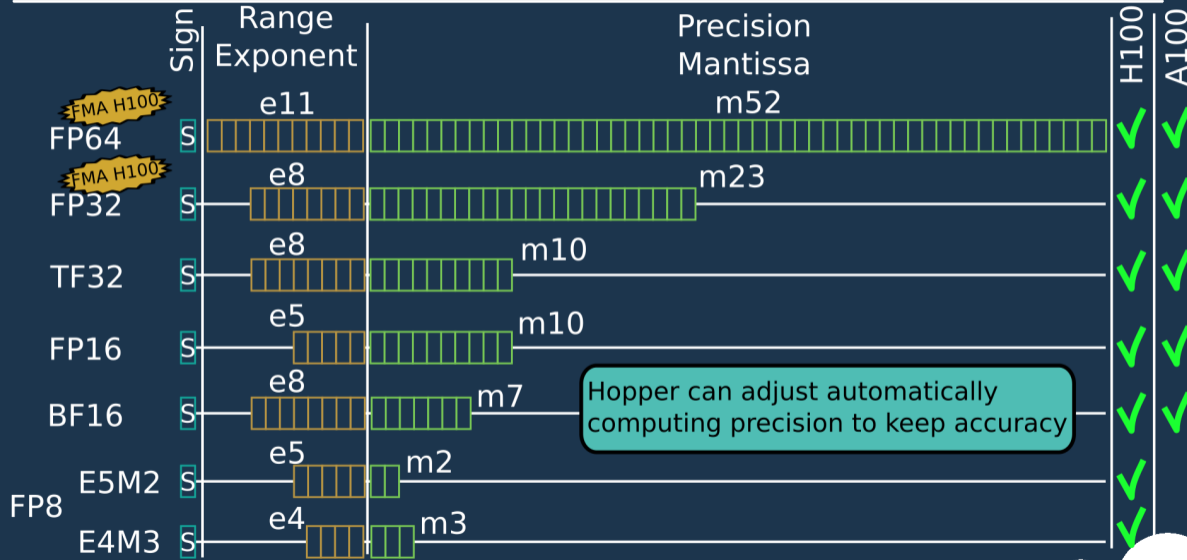 Sign
Range
Exponent
Precision
Mantissa
H100
A100
FMA H100
FP64
S
e11
m52
FMA H100
FP32
S
e8
m23
TF32
S
e8
m10
FP16
S
e5
m10
BF16
S
e8
m7
Hopper can adjust automatically
computing precision to keep accuracy
FP8
E5M2
S
e5
m2
E4M3
S
e4
m3